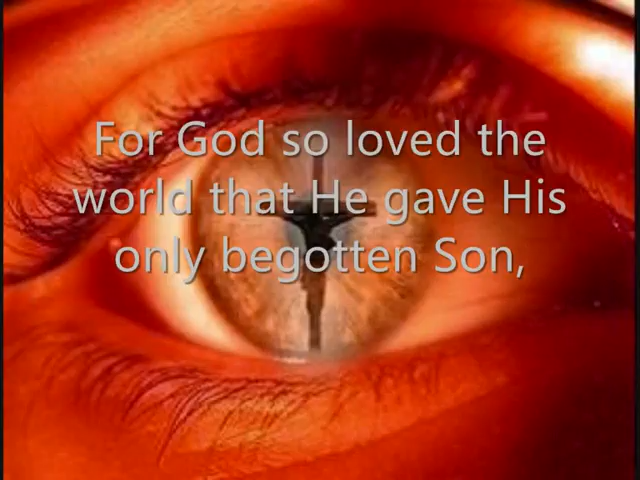 For God so loved the
world that He gave His
only begotten Son,